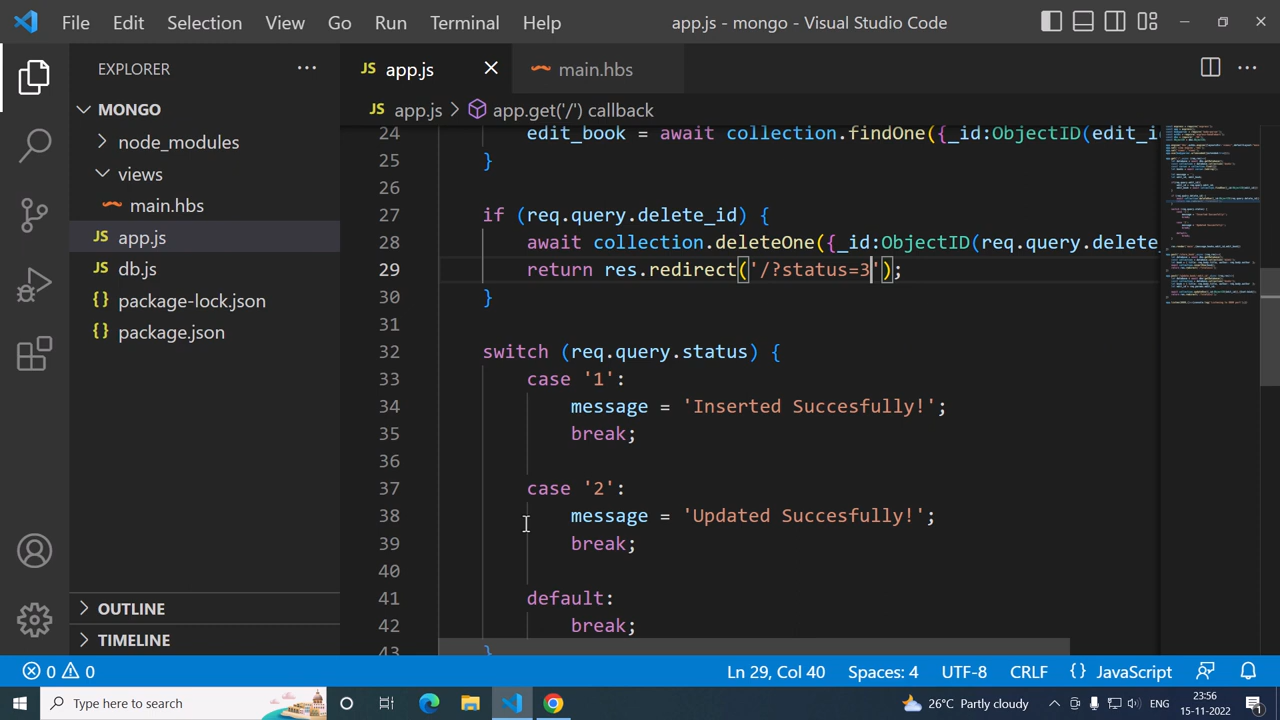 File Edit Selection View Go Run Terminal Help app.js - mongo - Visual Studio Code
EXPLORER
MONGO
node_modules
views
main.hbs
JS app.js
JS db.js
{} package-lock.json
{} package.json
OUTLINE
TIMELINE
JS app.js main.hbs
JS app.js > app.get('/') callback
24 edit_book = await collection.findOne({_id:ObjectID(edit_i
25 }
26
27 if (req.query.delete_id) {
28 await collection.deleteOne({_id:ObjectID(req.query.delete_
29 return res.redirect('/?status=3');
30 }
31
32 switch (req.query.status) {
33 case '1':
34 message = 'Inserted Succesfully!';
35 break;
36
37 case '2':
38 message = 'Updated Succesfully!';
39 break;
40
41 default:
42 break;
43 }
0 0 Ln 29, Col 40 Spaces: 4 UTF-8 CRLF {} JavaScript
Type here to search 26°C Partly cloudy ENG 23:56
15-11-2022 1